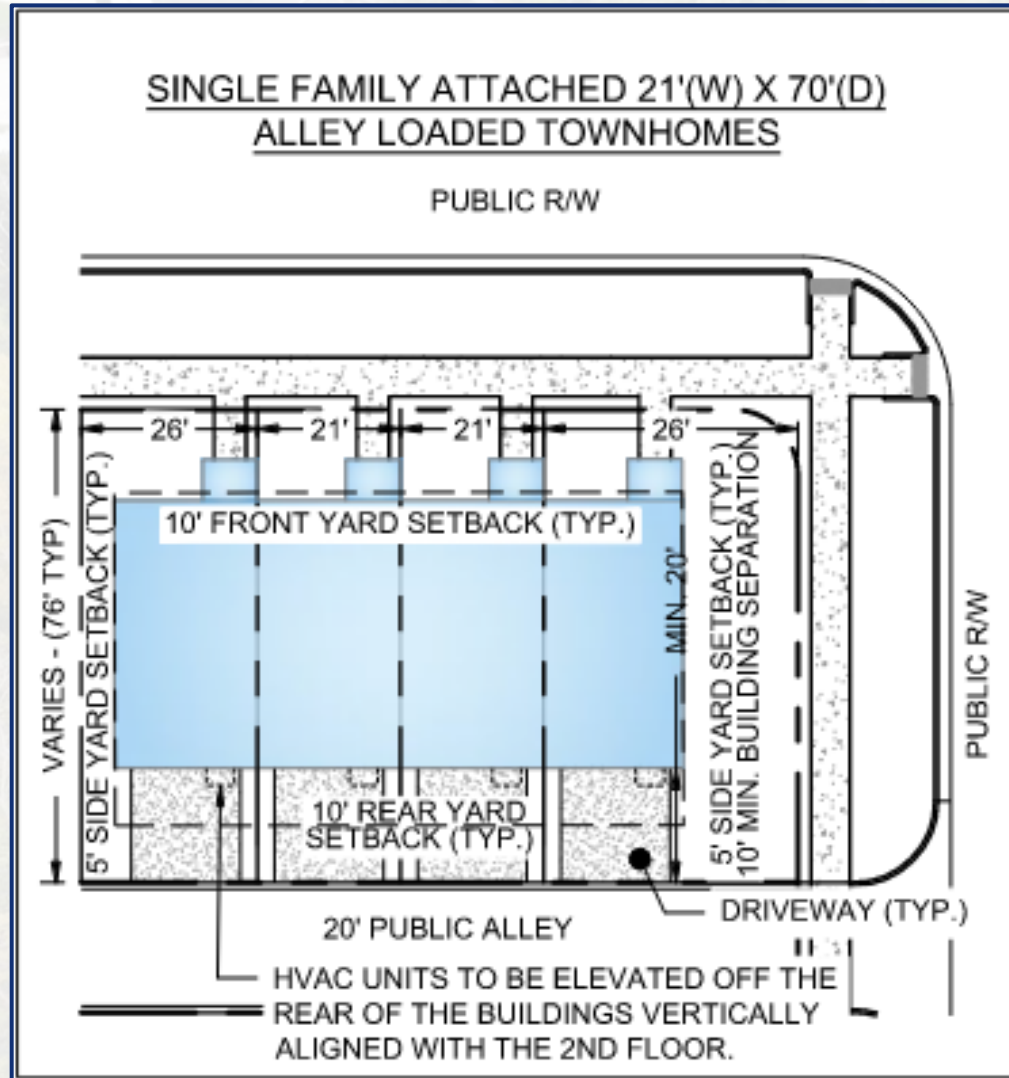 SINGLE FAMILY ATTACHED 21'(W) X 70'(D)
ALLEY LOADED TOWNHOMES
PUBLIC R/W
26'
21'
21'
26'
VARIES - (76' TYP)
5' SIDE YARD SETBACK (TYP.)
10' FRONT YARD SETBACK (TYP.)
MIN. 20'
5' SIDE YARD SETBACK (TYP.)
10' MIN. BUILDING SEPARATION
PUBLIC R/W
10' REAR YARD
SETBACK (TYP.)
DRIVEWAY (TYP.)
20' PUBLIC ALLEY
HVAC UNITS TO BE ELEVATED OFF THE
REAR OF THE BUILDINGS VERTICALLY
ALIGNED WITH THE 2ND FLOOR.